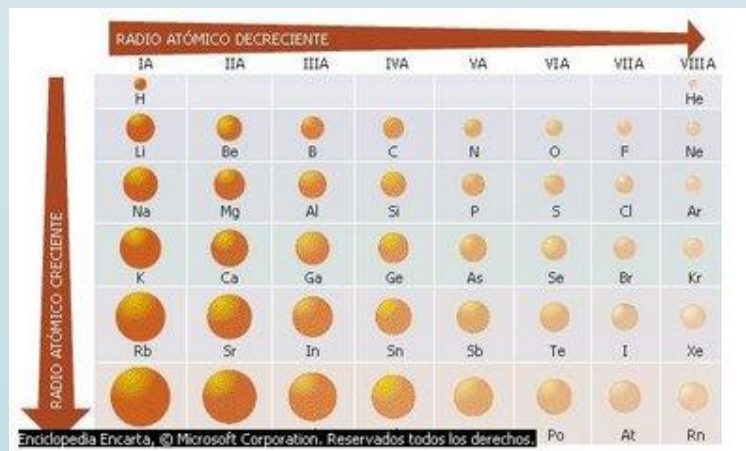 RADIO ATÓMICO DECRECIENTE
IA IIA IIIA IVA VA VIA VIIA VIIIA
H He
Li Be B C N O F Ne
Na Mg Al Si P S Cl Ar
K Ca Ga Ge As Se Br Kr
Rb Sr In Sn Sb Te I Xe
Po At Rn
RADIO ATÓMICO CRECIENTE
Enciclopedia Encarta, © Microsoft Corporation. Reservados todos los derechos.